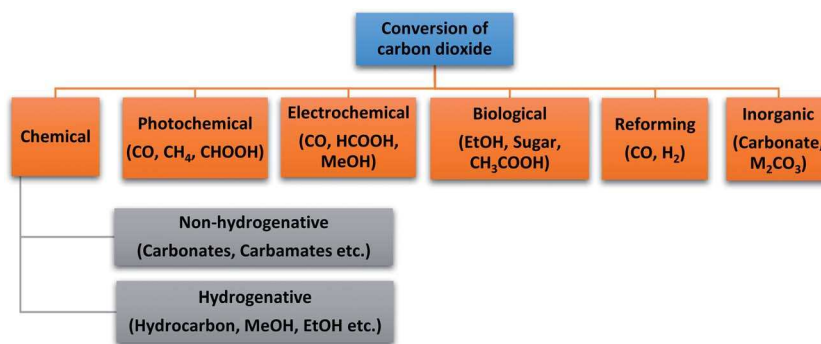 Conversion of
carbon dioxide
Chemical
Photochemical
(CO, CH₄, CHOOH)
Electrochemical
(CO, HCOOH,
MeOH)
Biological
(EtOH, Sugar,
CH₃COOH)
Reforming
(CO, H₂)
Inorganic
(Carbonate,
M₂CO₃)
Non-hydrogenative
(Carbonates, Carbamates etc.)
Hydrogenative
(Hydrocarbon, MeOH, EtOH etc.)